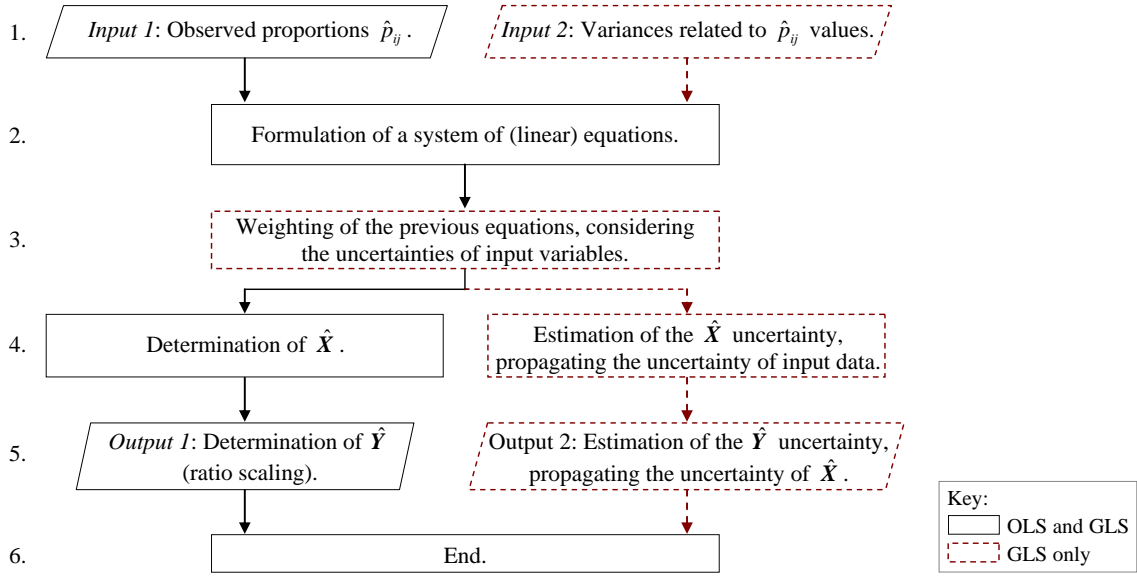 1.
Input 1: Observed proportions p̂ij .
Input 2: Variances related to p̂ij values.
2.
Formulation of a system of (linear) equations.
3.
Weighting of the previous equations, considering
the uncertainties of input variables.
4.
Determination of X̂ .
Estimation of the X̂ uncertainty,
propagating the uncertainty of input data.
5.
Output 1: Determination of Ŷ
(ratio scaling).
Output 2: Estimation of the Ŷ uncertainty,
propagating the uncertainty of X̂ .
6.
End.
Key:
OLS and GLS
GLS only